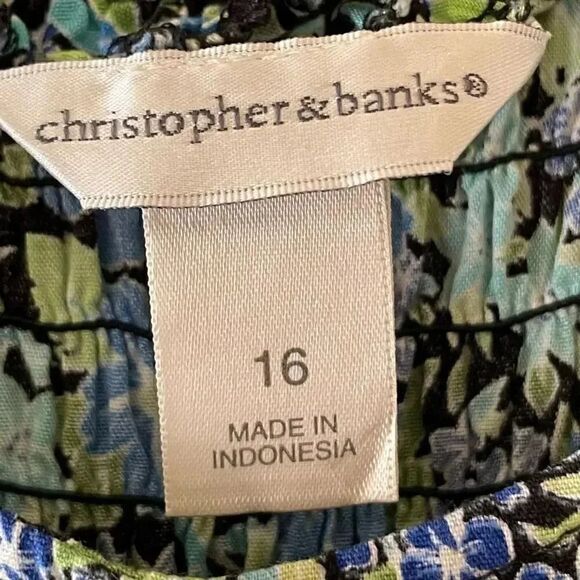 christopher & banks®
16
MADE IN
INDONESIA